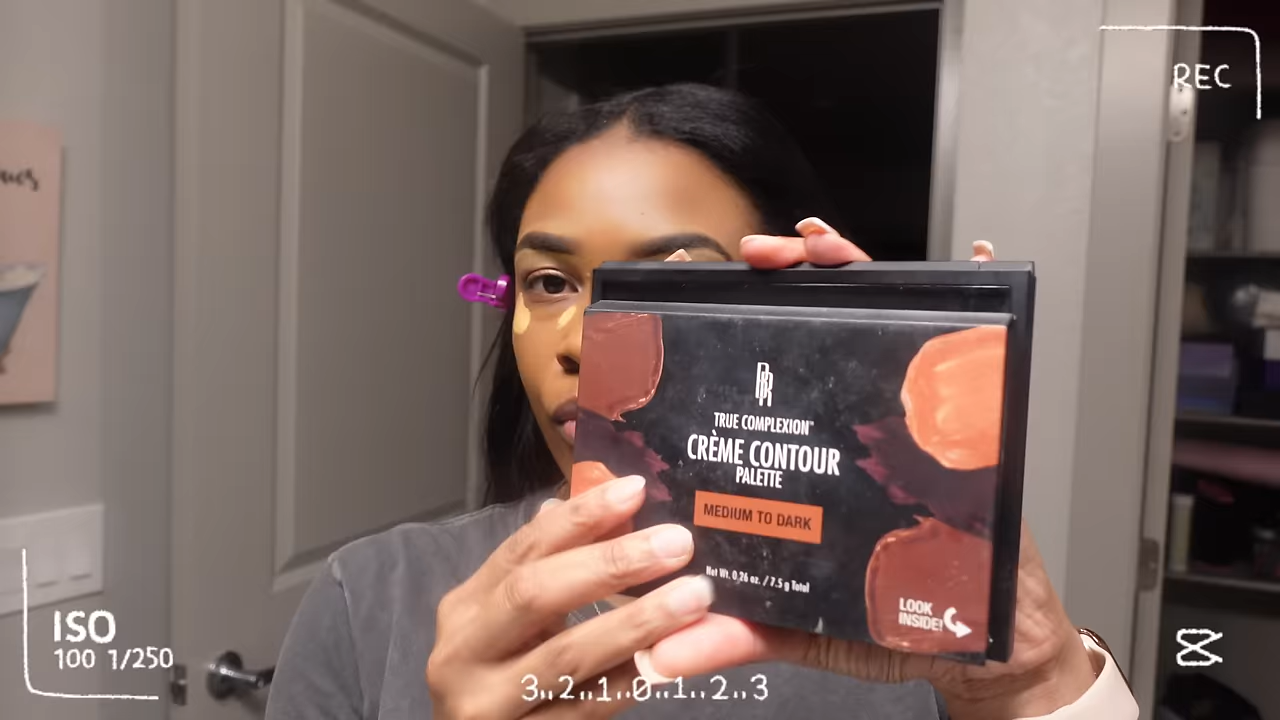 REC
BR
TRUE COMPLEXION™
CRÈME CONTOUR
PALETTE
MEDIUM TO DARK
Net Wt. 0.26 oz. / 7.5 g Total
LOOK
INSIDE!
ISO
100 1/250
3..2..1..0..1..2..3